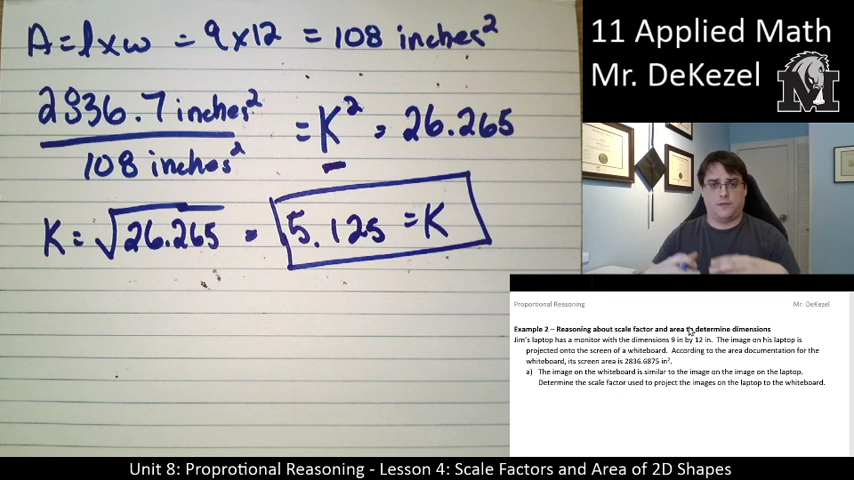 A = l x w = 9 x 12 = 108 inches²
2836.7 inches² / 108 inches² = K² = 26.265
K = √26.265 = 5.125 = K
11 Applied Math
Mr. DeKezel
M
Proportional Reasoning Mr. DeKezel
Example 2 – Reasoning about scale factor and area to determine dimensions
Jim's laptop has a monitor with the dimensions 9 in by 12 in. The image on his laptop is
projected onto the screen of a whiteboard. According to the area documentation for the
whiteboard, its screen area is 2836.6875 in².
a) The image on the whiteboard is similar to the image on the image on the laptop.
Determine the scale factor used to project the images on the laptop to the whiteboard.
Unit 8: Proprotional Reasoning - Lesson 4: Scale Factors and Area of 2D Shapes